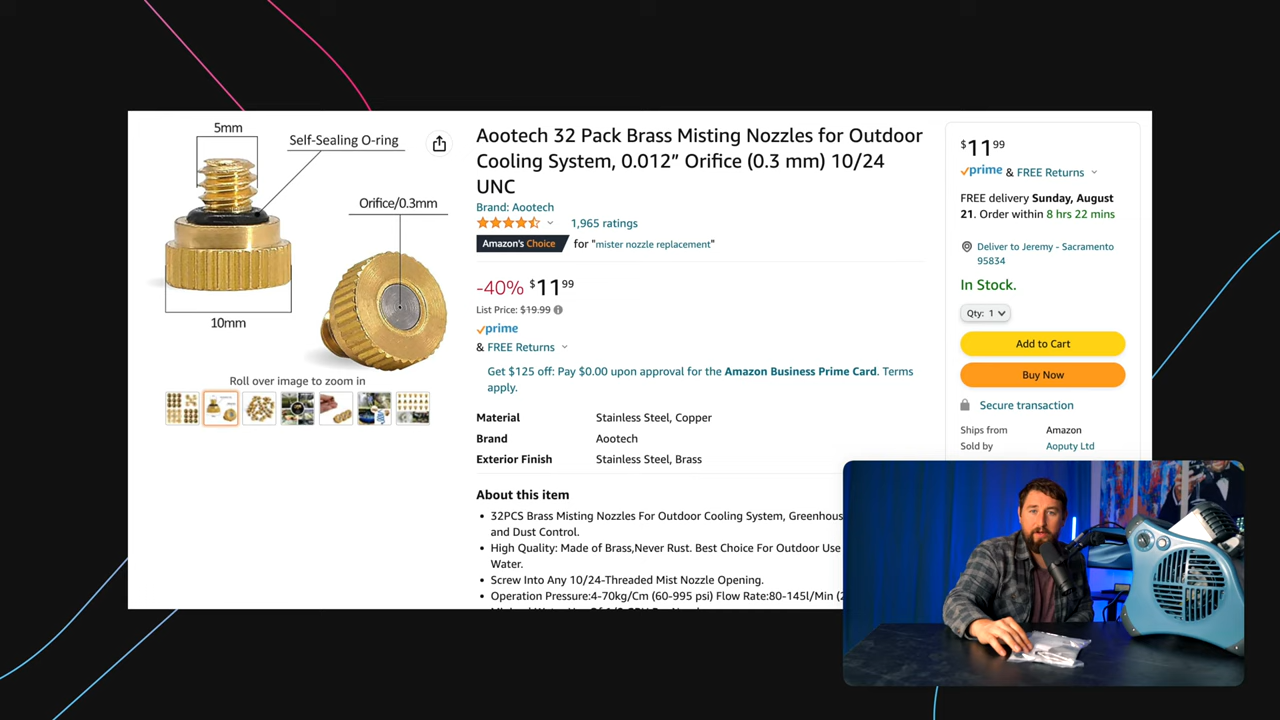 5mm
Self-Sealing O-ring
Orifice/0.3mm
10mm
Roll over image to zoom in
Aootech 32 Pack Brass Misting Nozzles for Outdoor
Cooling System, 0.012” Orifice (0.3 mm) 10/24
UNC
Brand: Aootech
1,965 ratings
Amazon's Choice for "mister nozzle replacement"
-40% $11 99
List Price: $19.99
prime
& FREE Returns
Get $125 off: Pay $0.00 upon approval for the Amazon Business Prime Card. Terms
apply.
Material Stainless Steel, Copper
Brand Aootech
Exterior Finish Stainless Steel, Brass
About this item
• 32PCS Brass Misting Nozzles For Outdoor Cooling System, Greenhous
and Dust Control.
• High Quality: Made of Brass,Never Rust. Best Choice For Outdoor Use
Water.
• Screw Into Any 10/24-Threaded Mist Nozzle Opening.
• Operation Pressure:4-70kg/Cm (60-995 psi) Flow Rate:80-145l/Min (2
$11 99
prime & FREE Returns
FREE delivery Sunday, August
21. Order within 8 hrs 22 mins
Deliver to Jeremy - Sacramento
95834
In Stock.
Qty: 1
Add to Cart
Buy Now
Secure transaction
Ships from Amazon
Sold by Aoputy Ltd